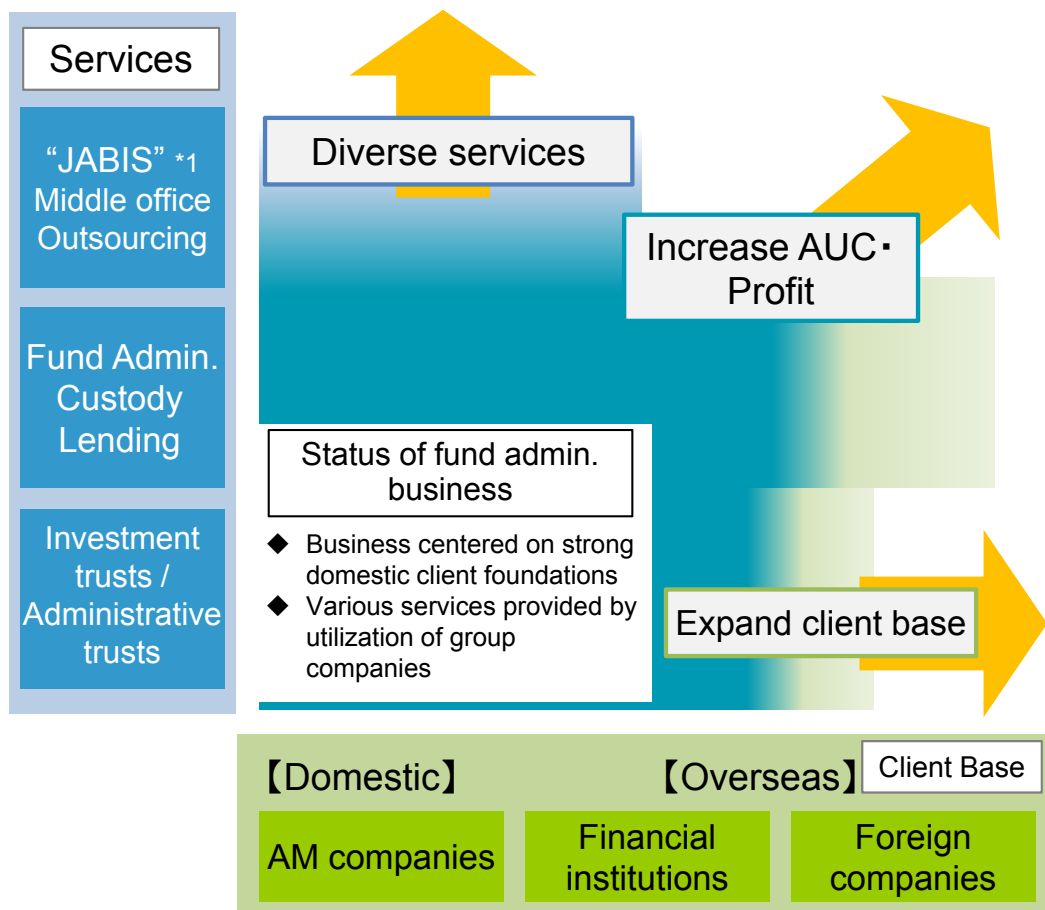 Services
“JABIS” *1
Middle office
Outsourcing
Fund Admin.
Custody
Lending
Investment
trusts /
Administrative
trusts
Diverse services
Increase AUC・
Profit
Status of fund admin.
business
◆ Business centered on strong
domestic client foundations
◆ Various services provided by
utilization of group
companies
Expand client base
【Domestic】
【Overseas】
Client Base
AM companies
Financial
institutions
Foreign
companies